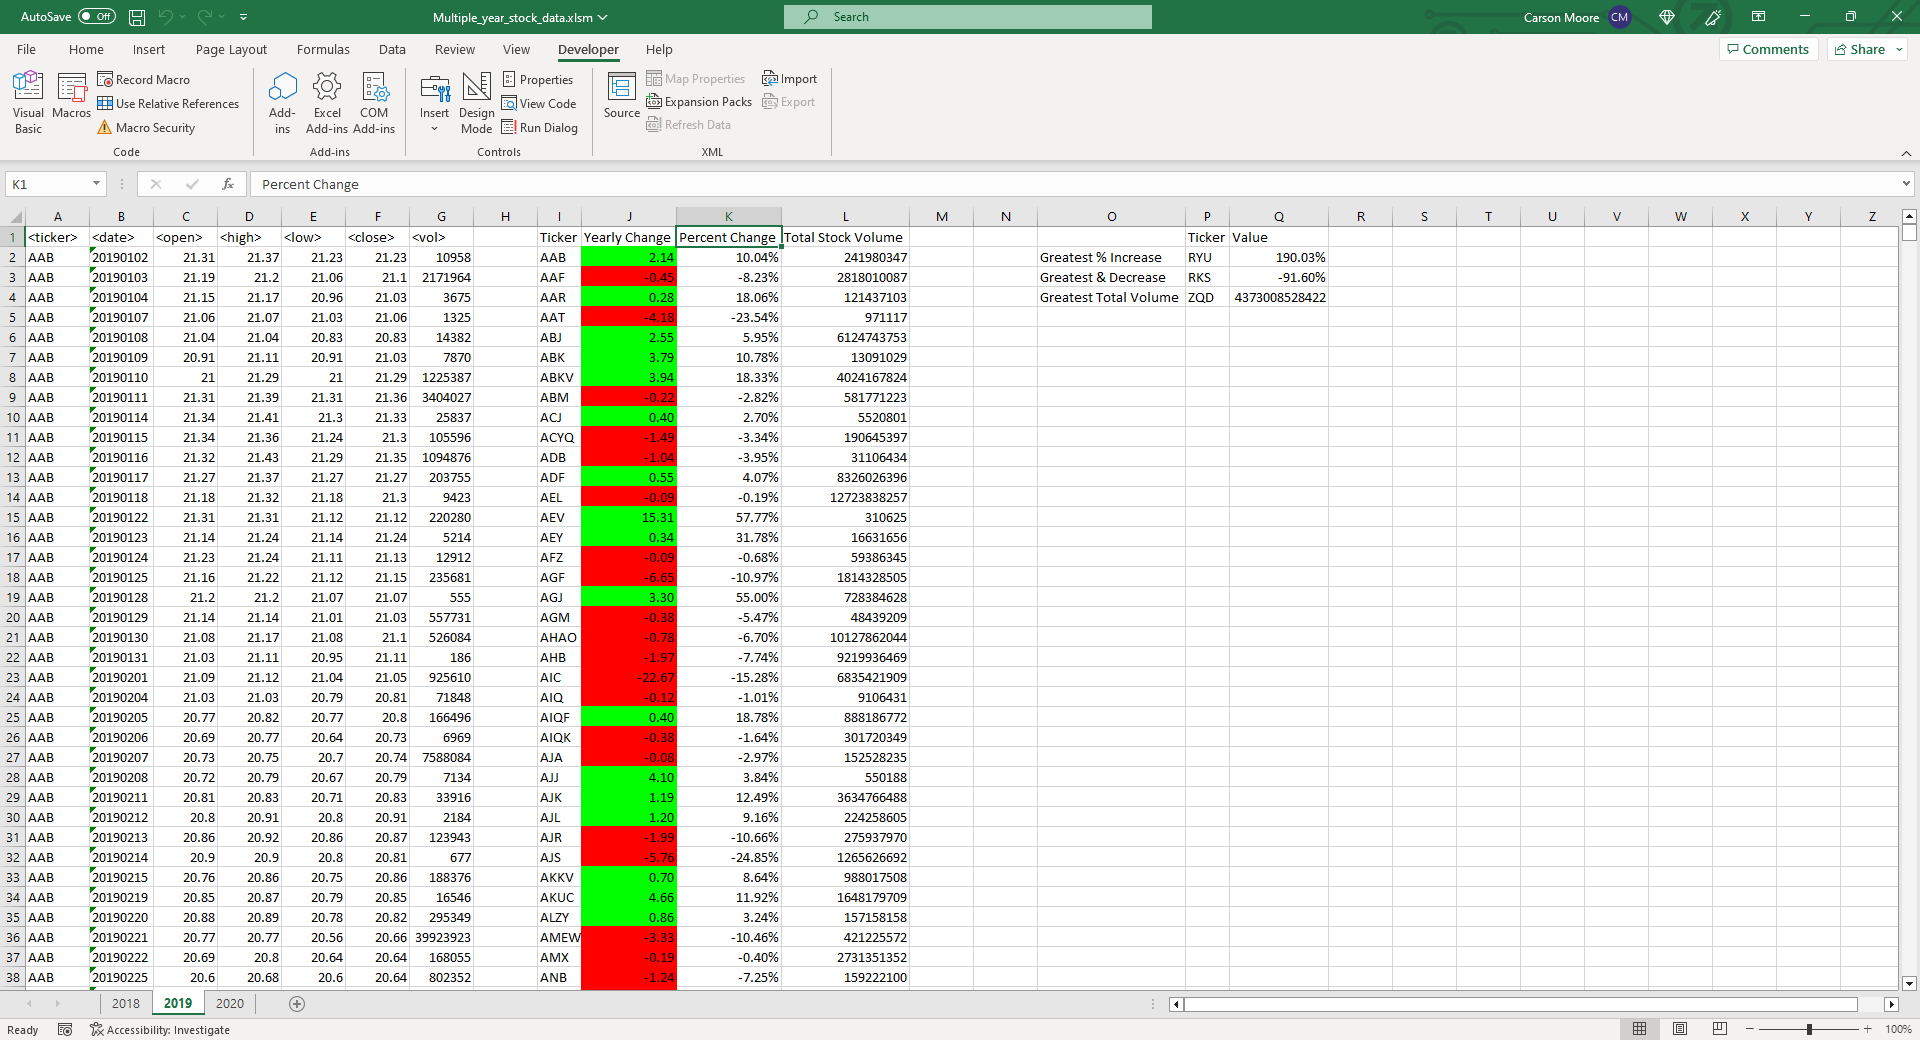 AutoSave Off Multiple_year_stock_data.xlsm Search Carson Moore CM
File Home Insert Page Layout Formulas Data Review View Developer Help Comments Share
Visual Basic Macros Record Macro Use Relative References Macro Security
Add-ins Excel Add-ins COM Add-ins
Insert Design Mode Properties View Code Run Dialog
Source Map Properties Expansion Packs Refresh Data Import Export
Code Add-ins Controls XML
K1 fx Percent Change
A B C D E F G H I J K L M N O P Q R S T U V W X Y Z
1 <ticker> <date> <open> <high> <low> <close> <vol> Ticker Yearly Change Percent Change Total Stock Volume Ticker Value
2 AAB 20190102 21.31 21.37 21.23 21.23 10958 AAB 2.14 10.04% 241980347 Greatest % Increase RYU 190.03%
3 AAB 20190103 21.19 21.2 21.06 21.1 2171964 AAF -0.45 -8.23% 2818010087 Greatest & Decrease RKS -91.60%
4 AAB 20190104 21.15 21.17 20.96 21.03 3675 AAR 0.28 18.06% 121437103 Greatest Total Volume ZQD 4373008528422
5 AAB 20190107 21.06 21.07 21.03 21.06 1325 AAT -4.18 -23.54% 971117
6 AAB 20190108 21.04 21.04 20.83 20.83 14382 ABJ 2.55 5.95% 6124743753
7 AAB 20190109 20.91 21.11 20.91 21.03 7870 ABK 3.79 10.78% 13091029
8 AAB 20190110 21 21.29 21 21.29 1225387 ABKV 3.94 18.33% 4024167824
9 AAB 20190111 21.31 21.39 21.31 21.36 3404027 ABM -0.22 -2.82% 581771223
10 AAB 20190114 21.34 21.41 21.3 21.33 25837 ACJ 0.40 2.70% 5520801
11 AAB 20190115 21.34 21.36 21.24 21.3 105596 ACYQ -1.49 -3.34% 190645397
12 AAB 20190116 21.32 21.43 21.29 21.35 1094876 ADB -1.04 -3.95% 31106434
13 AAB 20190117 21.27 21.37 21.27 21.27 203755 ADF 0.55 4.07% 8326026396
14 AAB 20190118 21.18 21.32 21.18 21.3 9423 AEL -0.09 -0.19% 12723838257
15 AAB 20190122 21.31 21.31 21.12 21.12 220280 AEV 15.31 57.77% 310625
16 AAB 20190123 21.14 21.24 21.14 21.24 5214 AEY 0.34 31.78% 16631656
17 AAB 20190124 21.23 21.24 21.11 21.13 12912 AFZ -0.09 -0.68% 59386345
18 AAB 20190125 21.16 21.22 21.12 21.15 235681 AGF -6.65 -10.97% 1814328505
19 AAB 20190128 21.2 21.2 21.07 21.07 555 AGJ 3.30 55.00% 728384628
20 AAB 20190129 21.14 21.14 21.01 21.03 557731 AGM -0.38 -5.47% 48439209
21 AAB 20190130 21.08 21.17 21.08 21.1 526084 AHAO -0.78 -6.70% 10127862044
22 AAB 20190131 21.03 21.11 20.95 21.11 186 AHB -1.97 -7.74% 9219936469
23 AAB 20190201 21.09 21.12 21.04 21.05 925610 AIC -22.67 -15.28% 6835421909
24 AAB 20190204 21.03 21.03 20.79 20.81 71848 AIQ -0.12 -1.01% 9106431
25 AAB 20190205 20.77 20.82 20.77 20.8 166496 AIQF 0.40 18.78% 888186772
26 AAB 20190206 20.69 20.77 20.64 20.73 6969 AIQK -0.38 -1.64% 301720349
27 AAB 20190207 20.73 20.75 20.7 20.74 7588084 AJA -0.08 -2.97% 152528235
28 AAB 20190208 20.72 20.79 20.67 20.79 7134 AJJ 4.10 3.84% 550188
29 AAB 20190211 20.81 20.83 20.71 20.83 33916 AJK 1.19 12.49% 3634766488
30 AAB 20190212 20.8 20.91 20.8 20.91 2184 AJL 1.20 9.16% 224258605
31 AAB 20190213 20.86 20.92 20.86 20.87 123943 AJR -1.99 -10.66% 275937970
32 AAB 20190214 20.9 20.9 20.8 20.81 677 AJS -5.76 -24.85% 1265626692
33 AAB 20190215 20.76 20.86 20.75 20.86 188376 AKKV 0.70 8.64% 988017508
34 AAB 20190219 20.85 20.87 20.79 20.85 16546 AKUC 4.66 11.92% 1648179709
35 AAB 20190220 20.88 20.89 20.78 20.82 295349 ALZY 0.86 3.24% 157158158
36 AAB 20190221 20.77 20.77 20.56 20.66 39923923 AMEW -3.33 -10.46% 421225572
37 AAB 20190222 20.69 20.8 20.64 20.64 168055 AMX -0.19 -0.40% 2731351352
38 AAB 20190225 20.6 20.68 20.6 20.64 802352 ANB -1.24 -7.25% 159222100
2018 2019 2020
Ready Accessibility: Investigate 100%